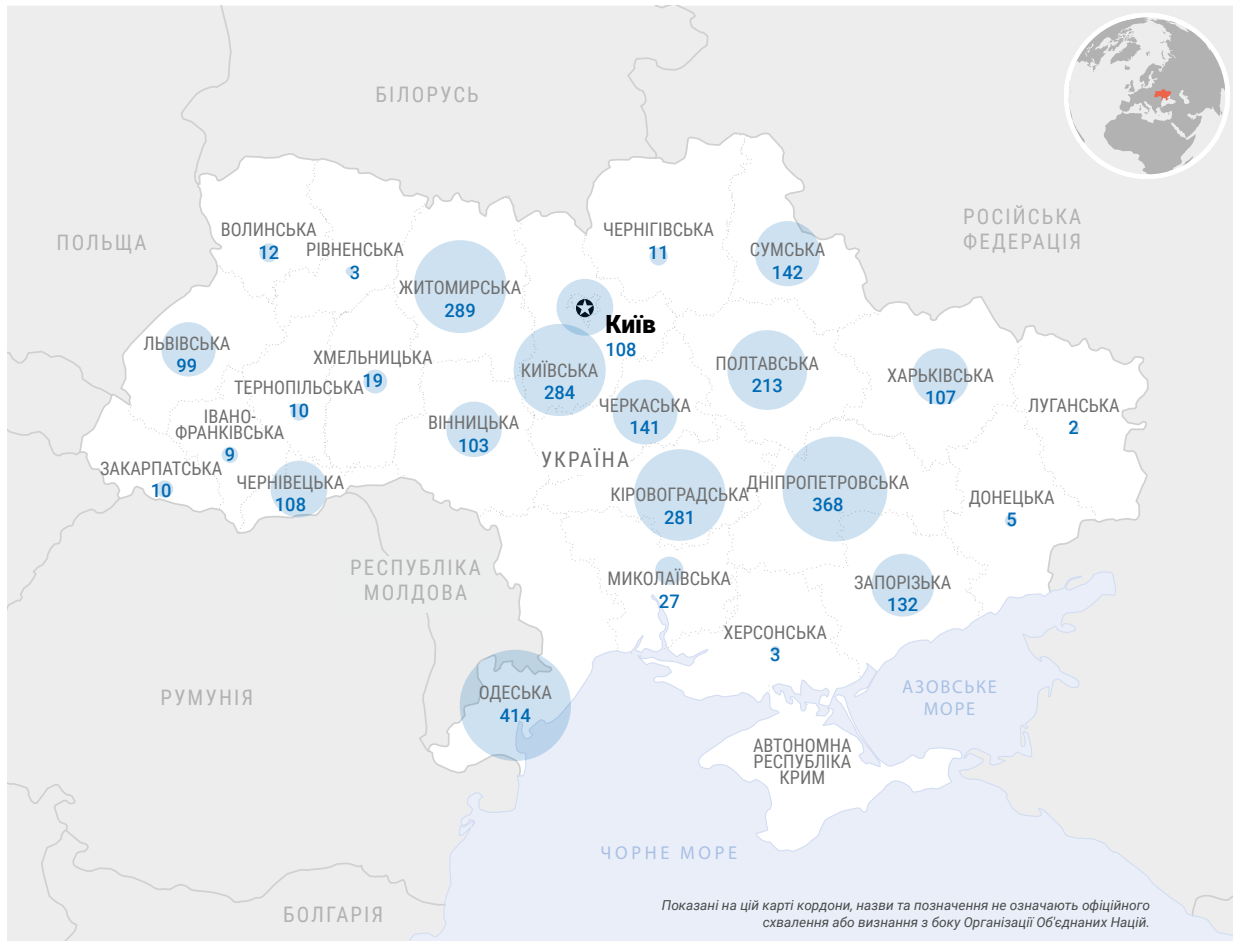 БІЛОРУСЬ
РОСІЙСЬКА
ФЕДЕРАЦІЯ
ПОЛЬЩА
ВОЛИНСЬКА
12
РІВНЕНСЬКА
3
ЧЕРНІГІВСЬКА
11
СУМСЬКА
142
ЖИТОМИРСЬКА
289
Київ
108
ЛЬВІВСЬКА
99
ХМЕЛЬНИЦЬКА
19
КИЇВСЬКА
284
ПОЛТАВСЬКА
213
ХАРЬКІВСЬКА
107
ТЕРНОПІЛЬСЬКА
10
ЧЕРКАСЬКА
141
ЛУГАНСЬКА
2
ІВАНО-
ФРАНКІВСЬКА
9
ВІННИЦЬКА
103
УКРАЇНА
ЗАКАРПАТСЬКА
10
ЧЕРНІВЕЦЬКА
108
КІРОВОГРАДСЬКА
281
ДНІПРОПЕТРОВСЬКА
368
ДОНЕЦЬКА
5
РЕСПУБЛІКА
МОЛДОВА
МИКОЛАЇВСЬКА
27
ЗАПОРІЗЬКА
132
ХЕРСОНСЬКА
3
РУМУНІЯ
ОДЕСЬКА
414
АЗОВСЬКЕ
МОРЕ
АВТОНОМНА
РЕСПУБЛІКА
КРИМ
ЧОРНЕ МОРЕ
БОЛГАРІЯ
Показані на цій карті кордони, назви та позначення не означають офіційного
схвалення або визнання з боку Організації Об'єднаних Націй.